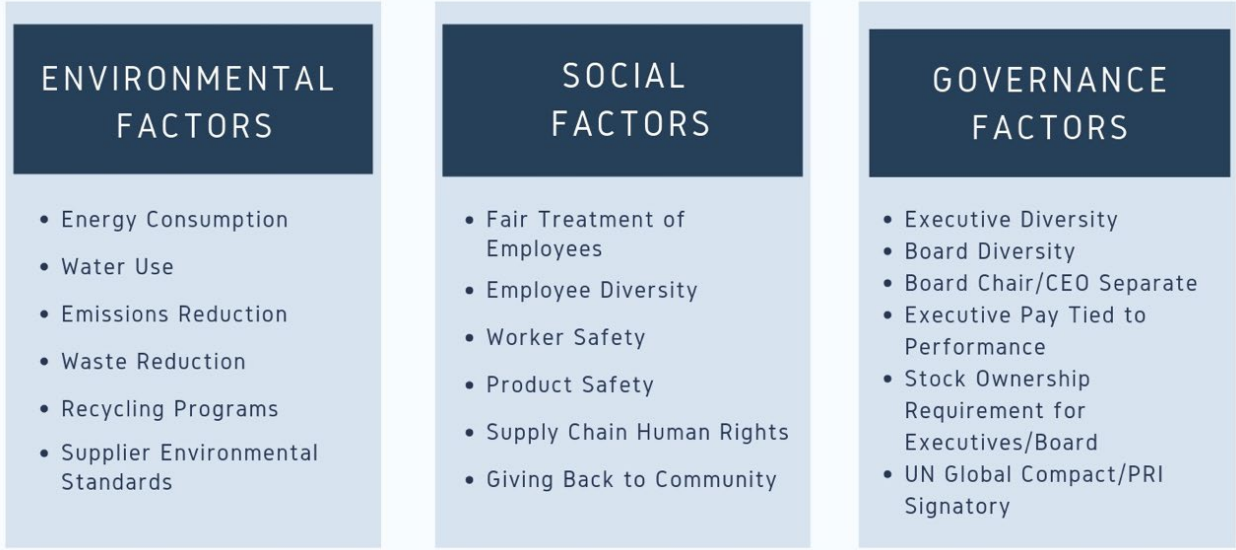 ENVIRONMENTAL
FACTORS
• Energy Consumption
• Water Use
• Emissions Reduction
• Waste Reduction
• Recycling Programs
• Supplier Environmental
Standards
SOCIAL
FACTORS
• Fair Treatment of
Employees
• Employee Diversity
• Worker Safety
• Product Safety
• Supply Chain Human Rights
• Giving Back to Community
GOVERNANCE
FACTORS
• Executive Diversity
• Board Diversity
• Board Chair/CEO Separate
• Executive Pay Tied to
Performance
• Stock Ownership
Requirement for
Executives/Board
• UN Global Compact/PRI
Signatory